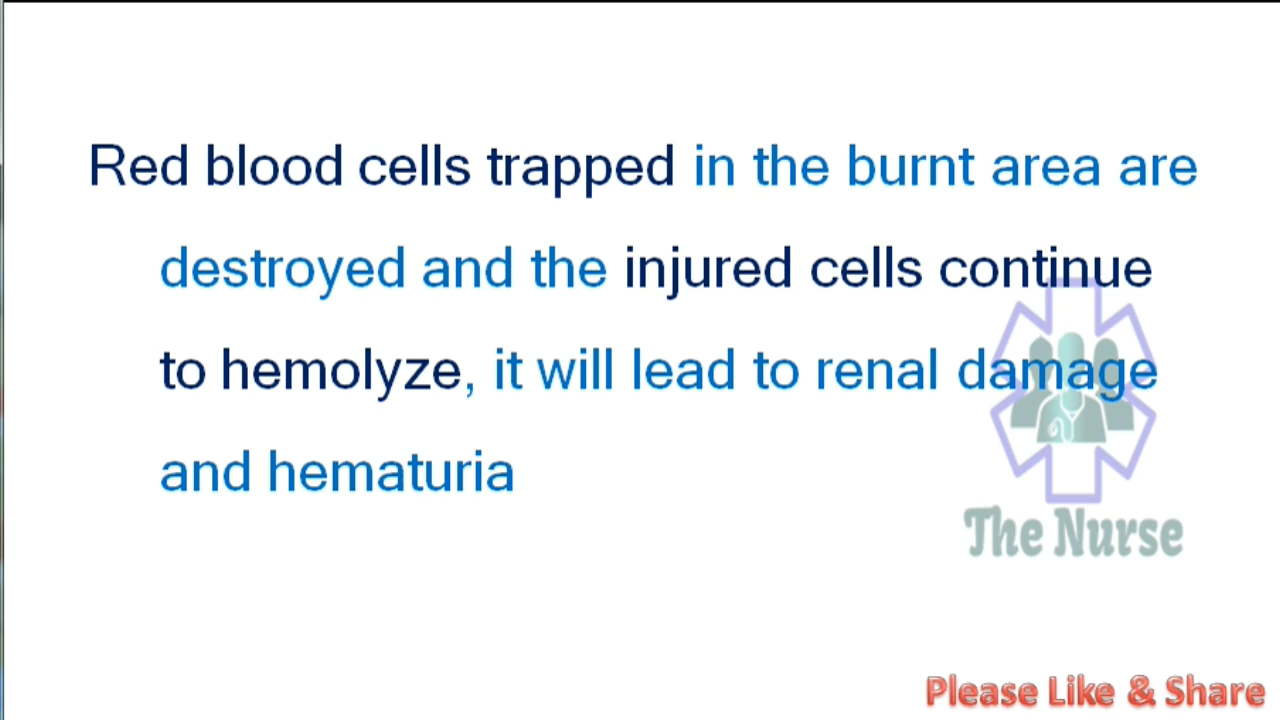 Red blood cells trapped in the burnt area are
destroyed and the injured cells continue
to hemolyze, it will lead to renal damage
and hematuria
The Nurse
Please Like & Share